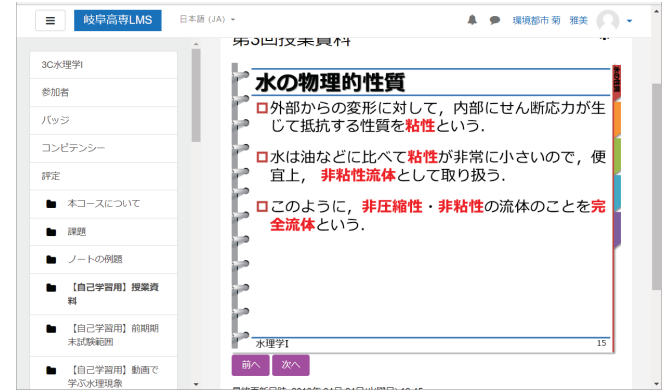 岐阜高専LMS 日本語 (JA) 環境都市 菊 雅美
第3回授業資料
3C水理学I
参加者
バッジ
コンピテンシー
評定
本コースについて
課題
ノートの例題
【自己学習用】授業資
料
【自己学習用】前期期
末試験範囲
【自己学習用】動画で
学ぶ水理現象
水の物理的性質
水の性質
外部からの変形に対して，内部にせん断応力が生
じて抵抗する性質を粘性という．
水は油などに比べて粘性が非常に小さいので，便
宜上，非粘性流体として取り扱う．
このように，非圧縮性・非粘性の流体のことを完
全流体という．
水理学I 15
前へ 次へ